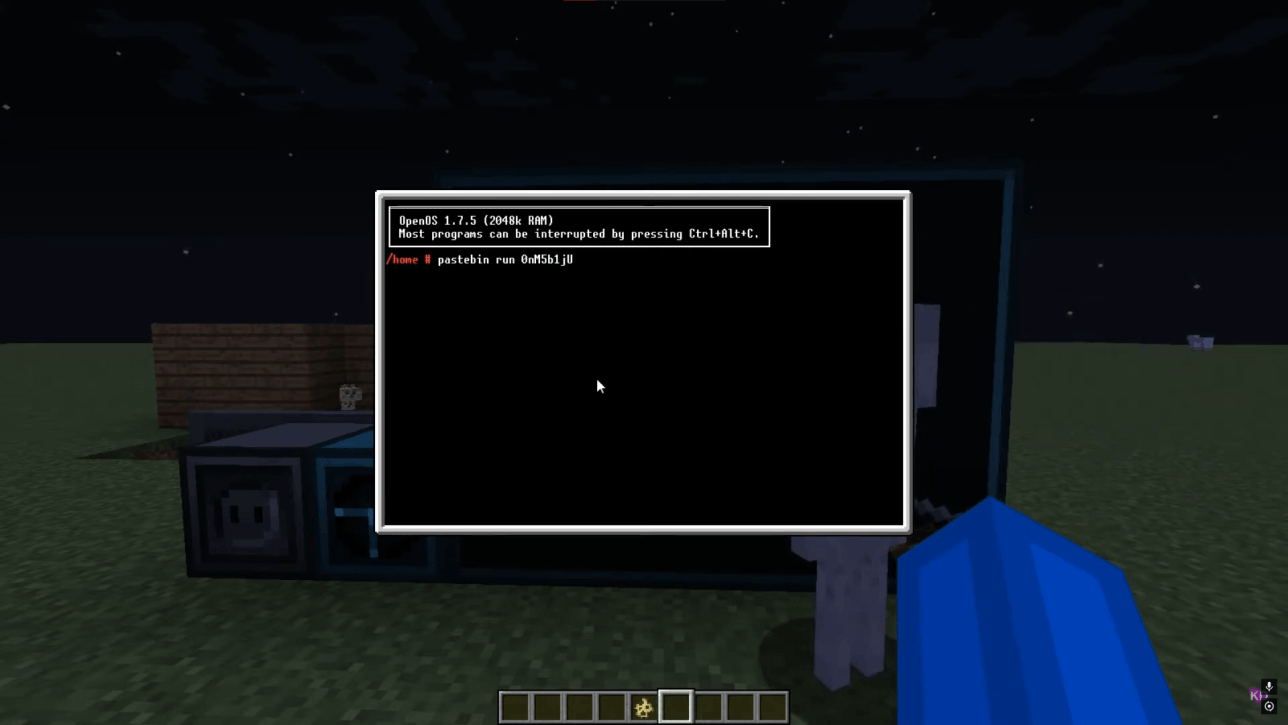 OpenOS 1.7.5 (2048k RAM)
Most programs can be interrupted by pressing Ctrl+Alt+C.
/home # pastebin run 0nM5b1jU